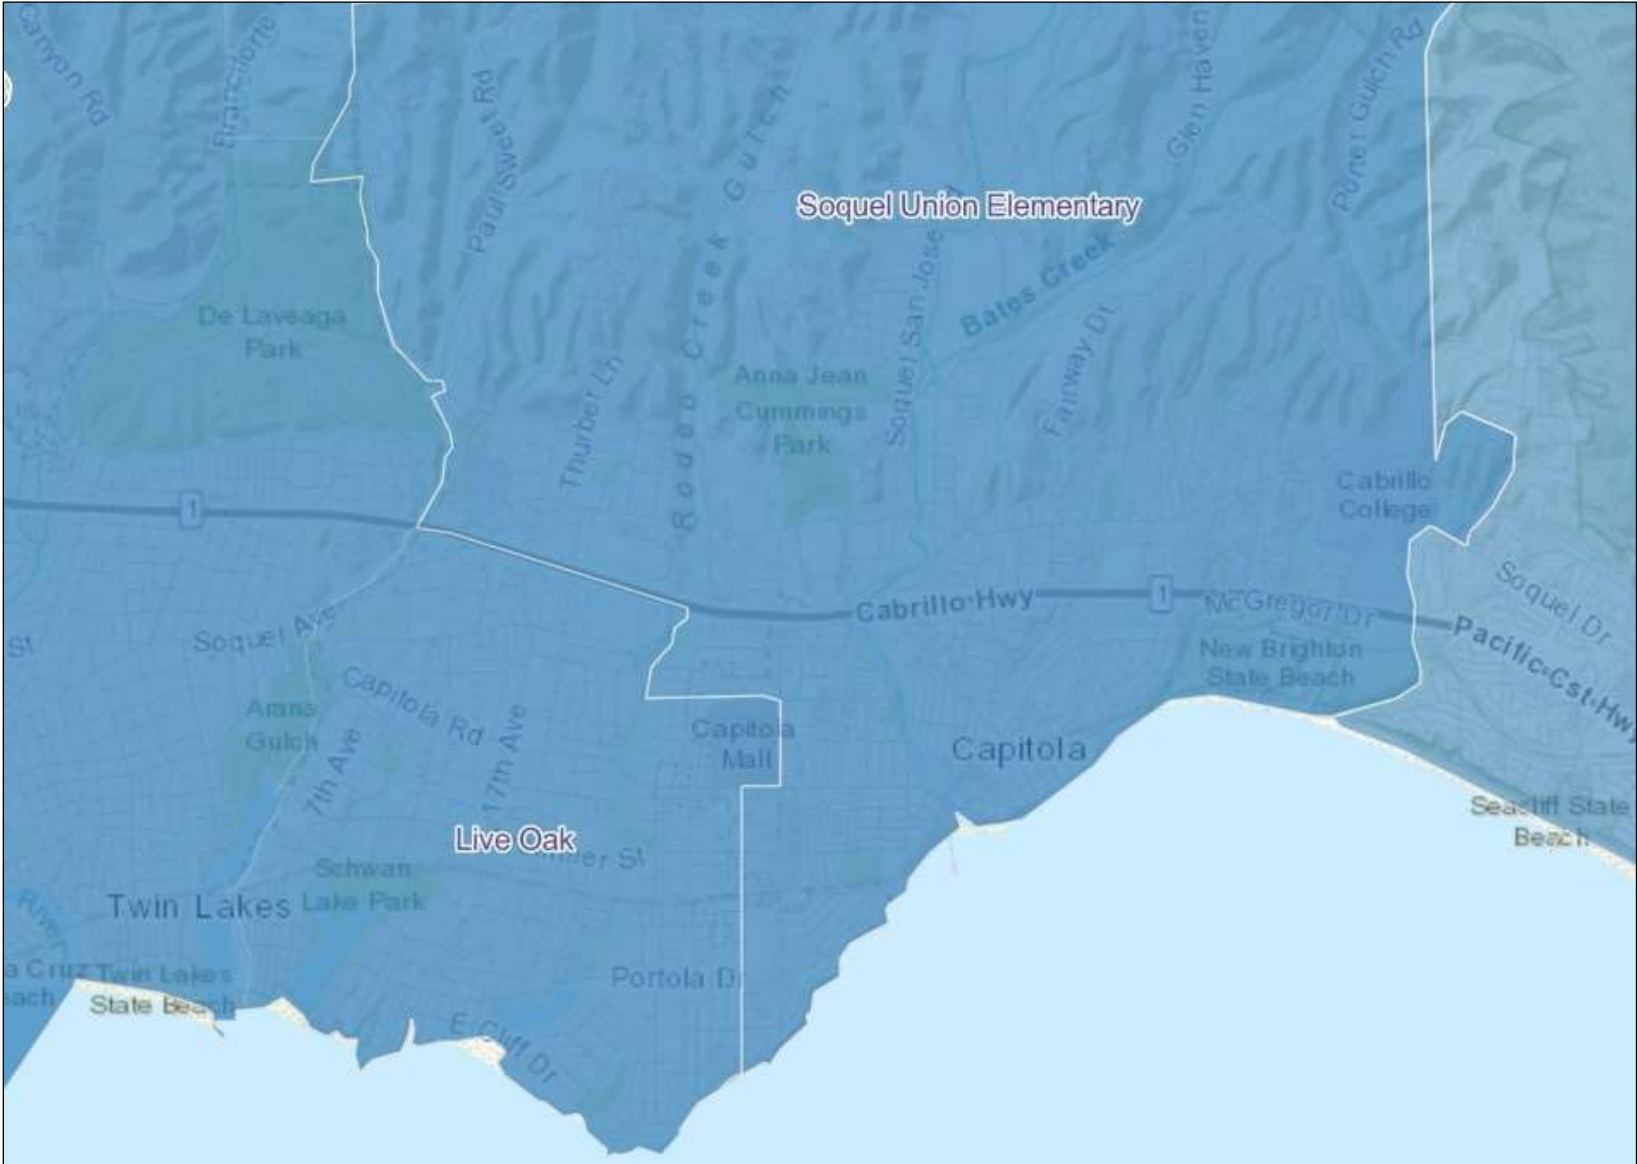 Canyon Rd
Branciforte
Paul Sweet Rd
Rodeo Creek Gulch
Glen Haven
Porter Gulch Rd
Soquel Union Elementary
Soquel San Jose
Bates Creek
De Laveaga
Park
Thurber Ln
Anna Jean
Cummings
Park
Fairway Dr
Cabrillo
College
1
Cabrillo Hwy
1
McGregor Dr
Soquel Dr
Pacific Cst Hwy
St
Soquel Ave
New Brighton
State Beach
Capitola Rd
Arana
Gulch
7th Ave
17th Ave
Capitola
Mall
Capitola
Seacliff State
Beach
Live Oak
St
Schwan
Lake Park
Twin Lakes
River
a Cruz
each
Twin Lakes
State Beach
Portola Dr
E Cliff Dr